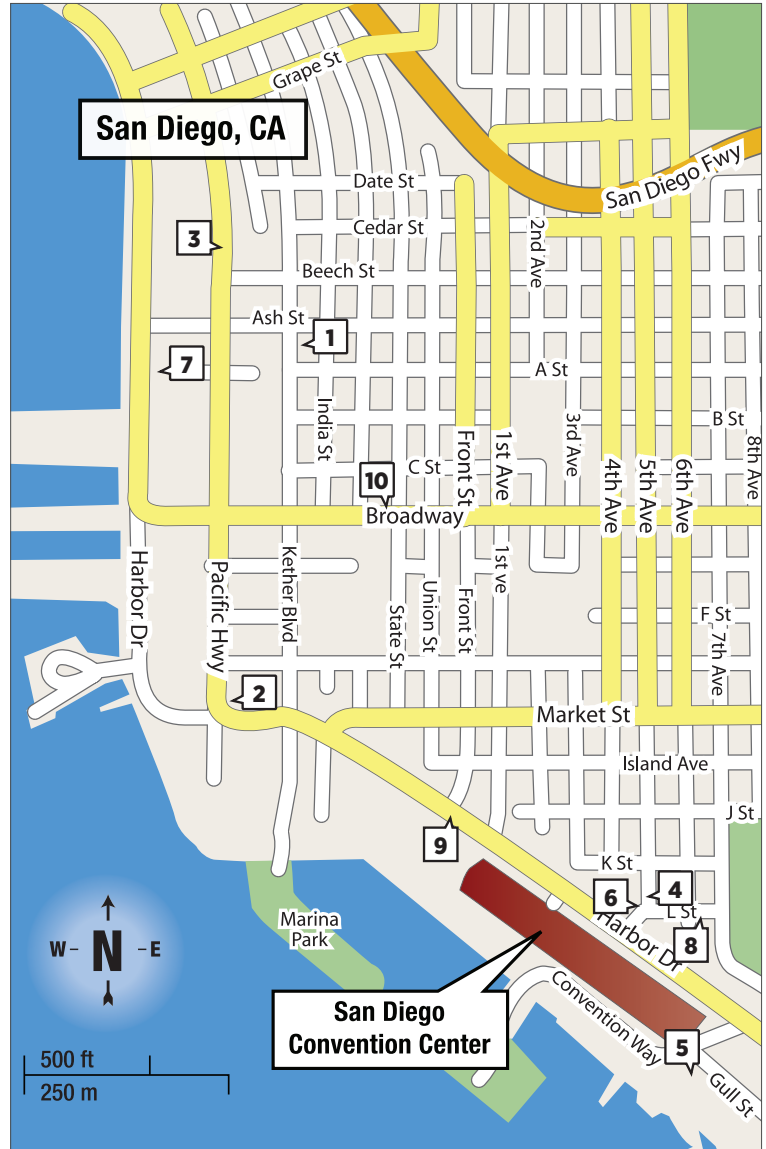 Grape St
San Diego, CA
San Diego Fwy
Date St
Cedar St
2nd Ave
3
Beech St
Ash St
1
7
A St
India St
3rd Ave
B St
8th Ave
Front St
1st Ave
4th Ave
5th Ave
6th Ave
C St
10
Broadway
Harbor Dr
Pacific Hwy
Kether Blvd
1st ve
State St
Union St
Front St
F St
7th Ave
2
Market St
Island Ave
J St
9
K St
6
4
L St
Harbor Dr
8
Marina
Park
W
N
E
San Diego
Convention Center
Convention Way
5
Gull St
500 ft
250 m